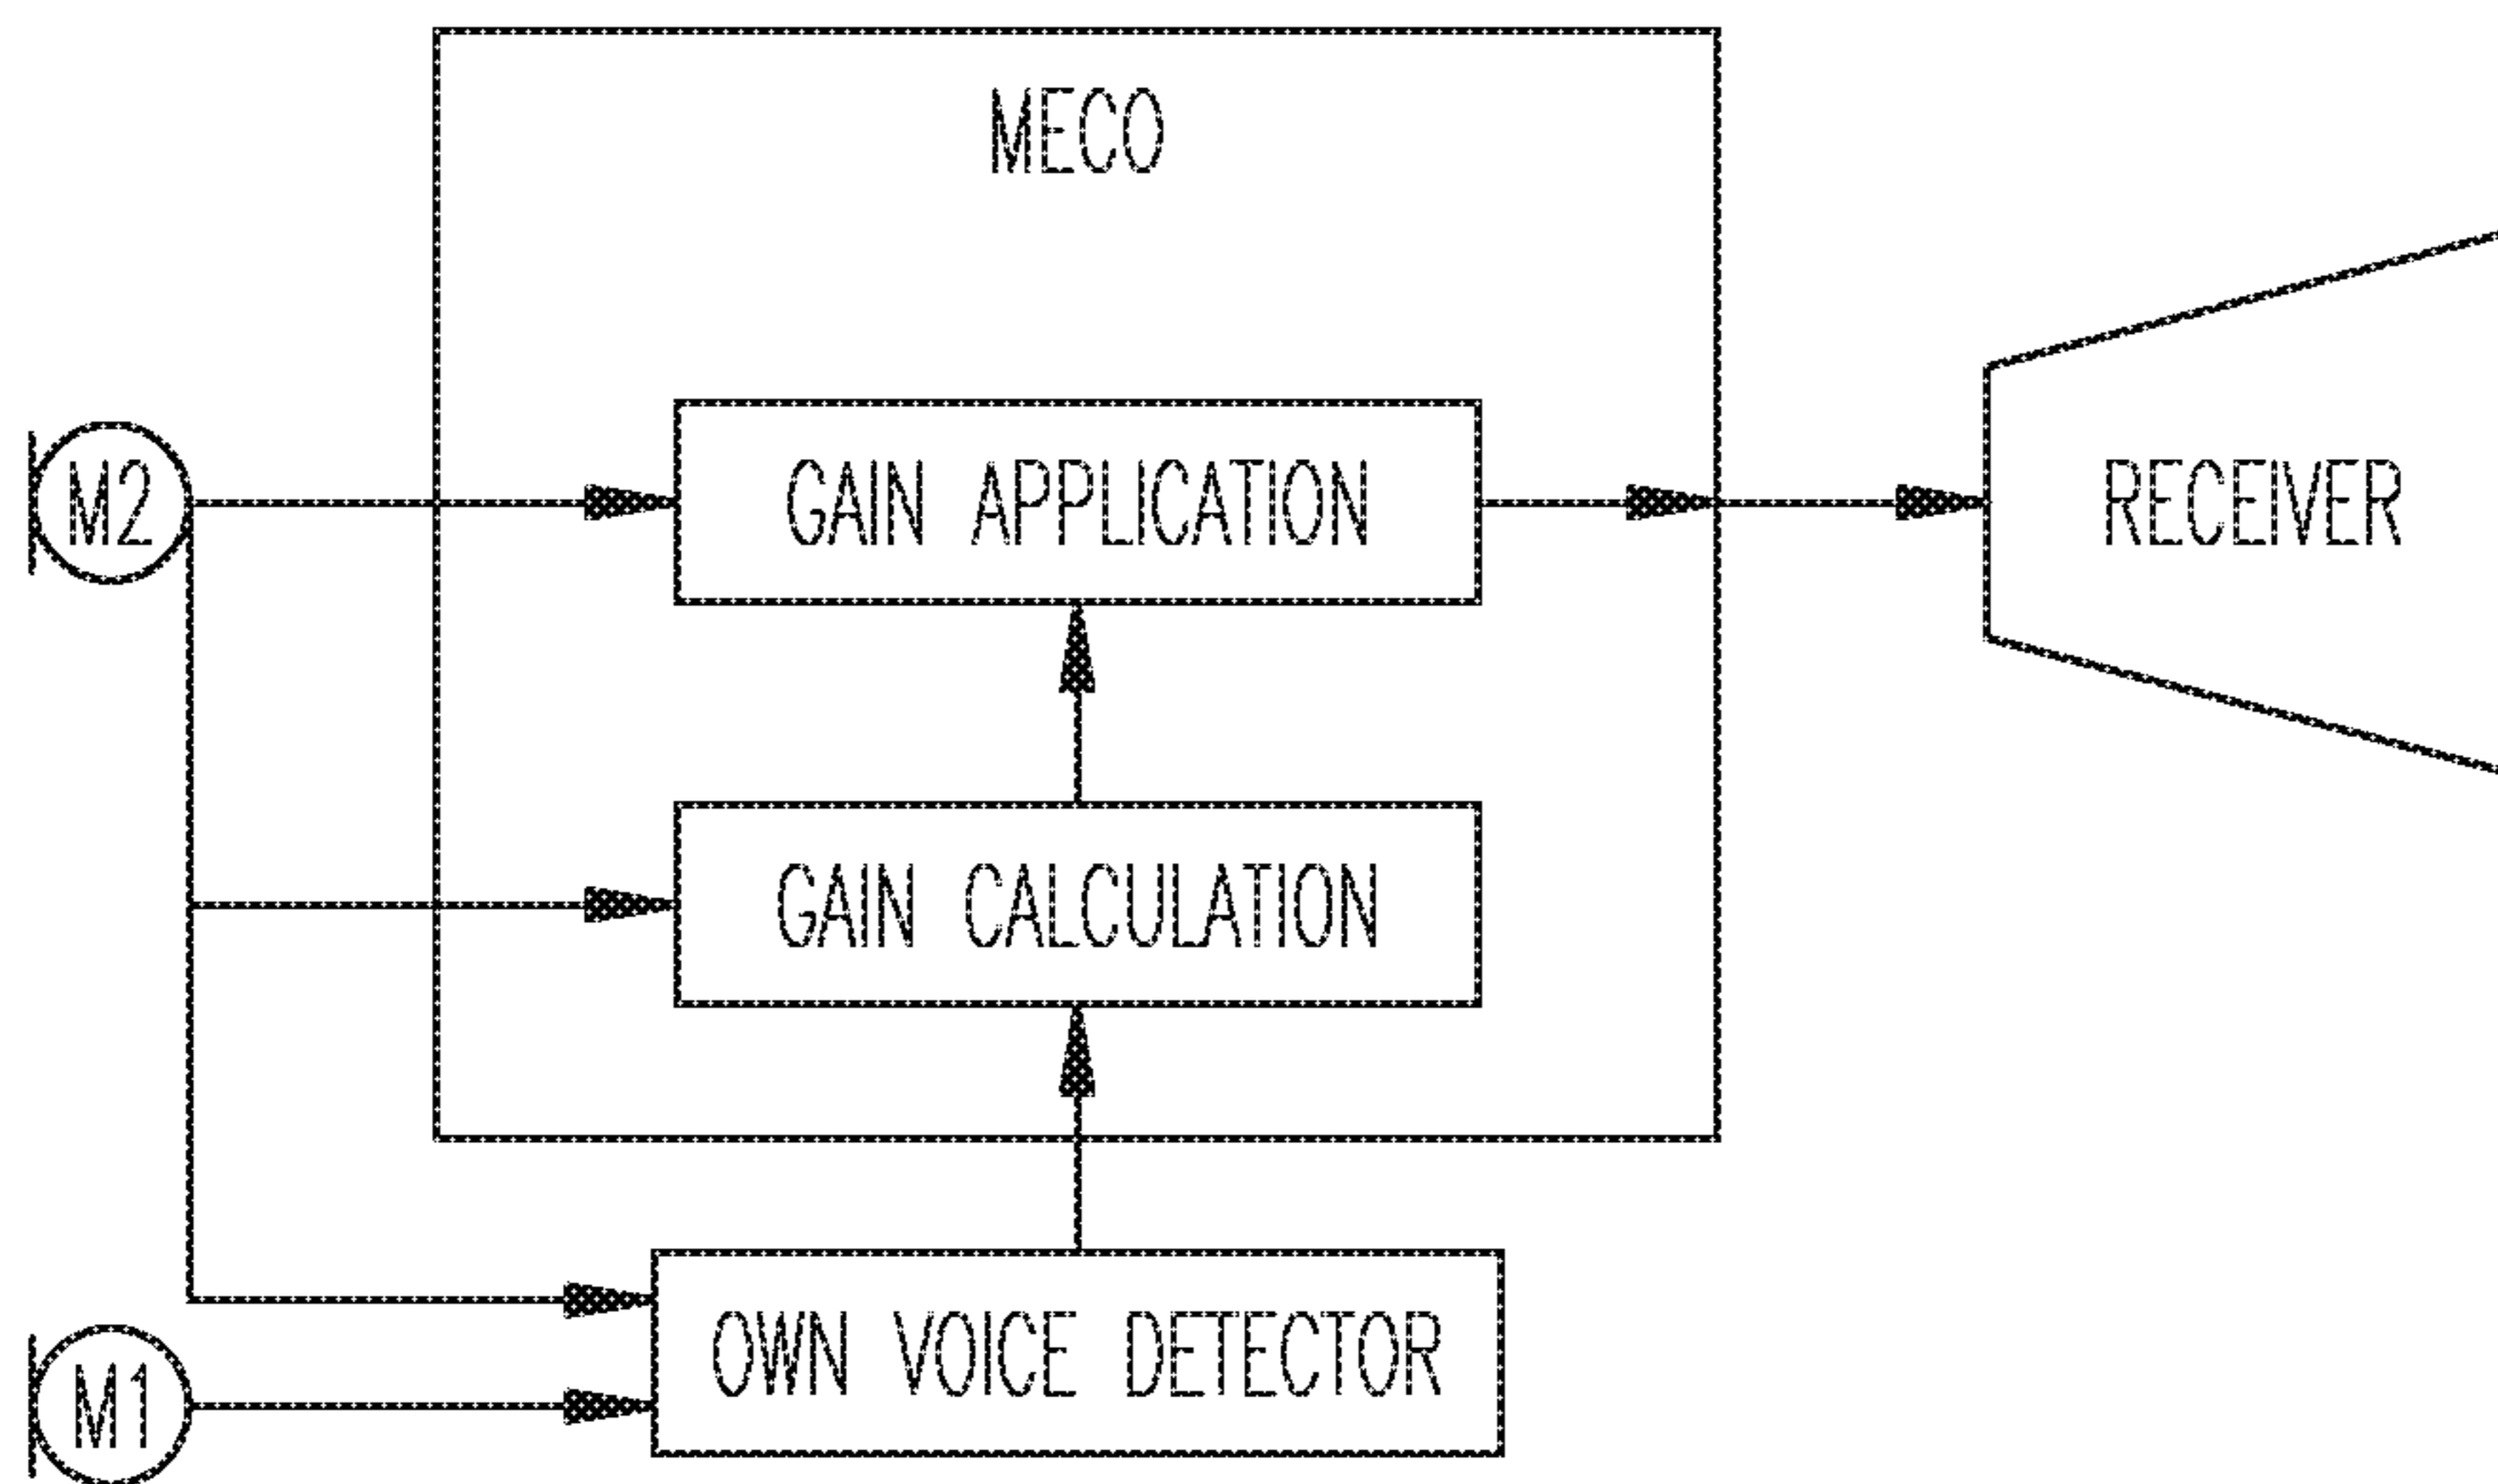 MECO
M2
GAIN APPLICATION
RECEIVER
GAIN CALCULATION
OWN VOICE DETECTOR
M1